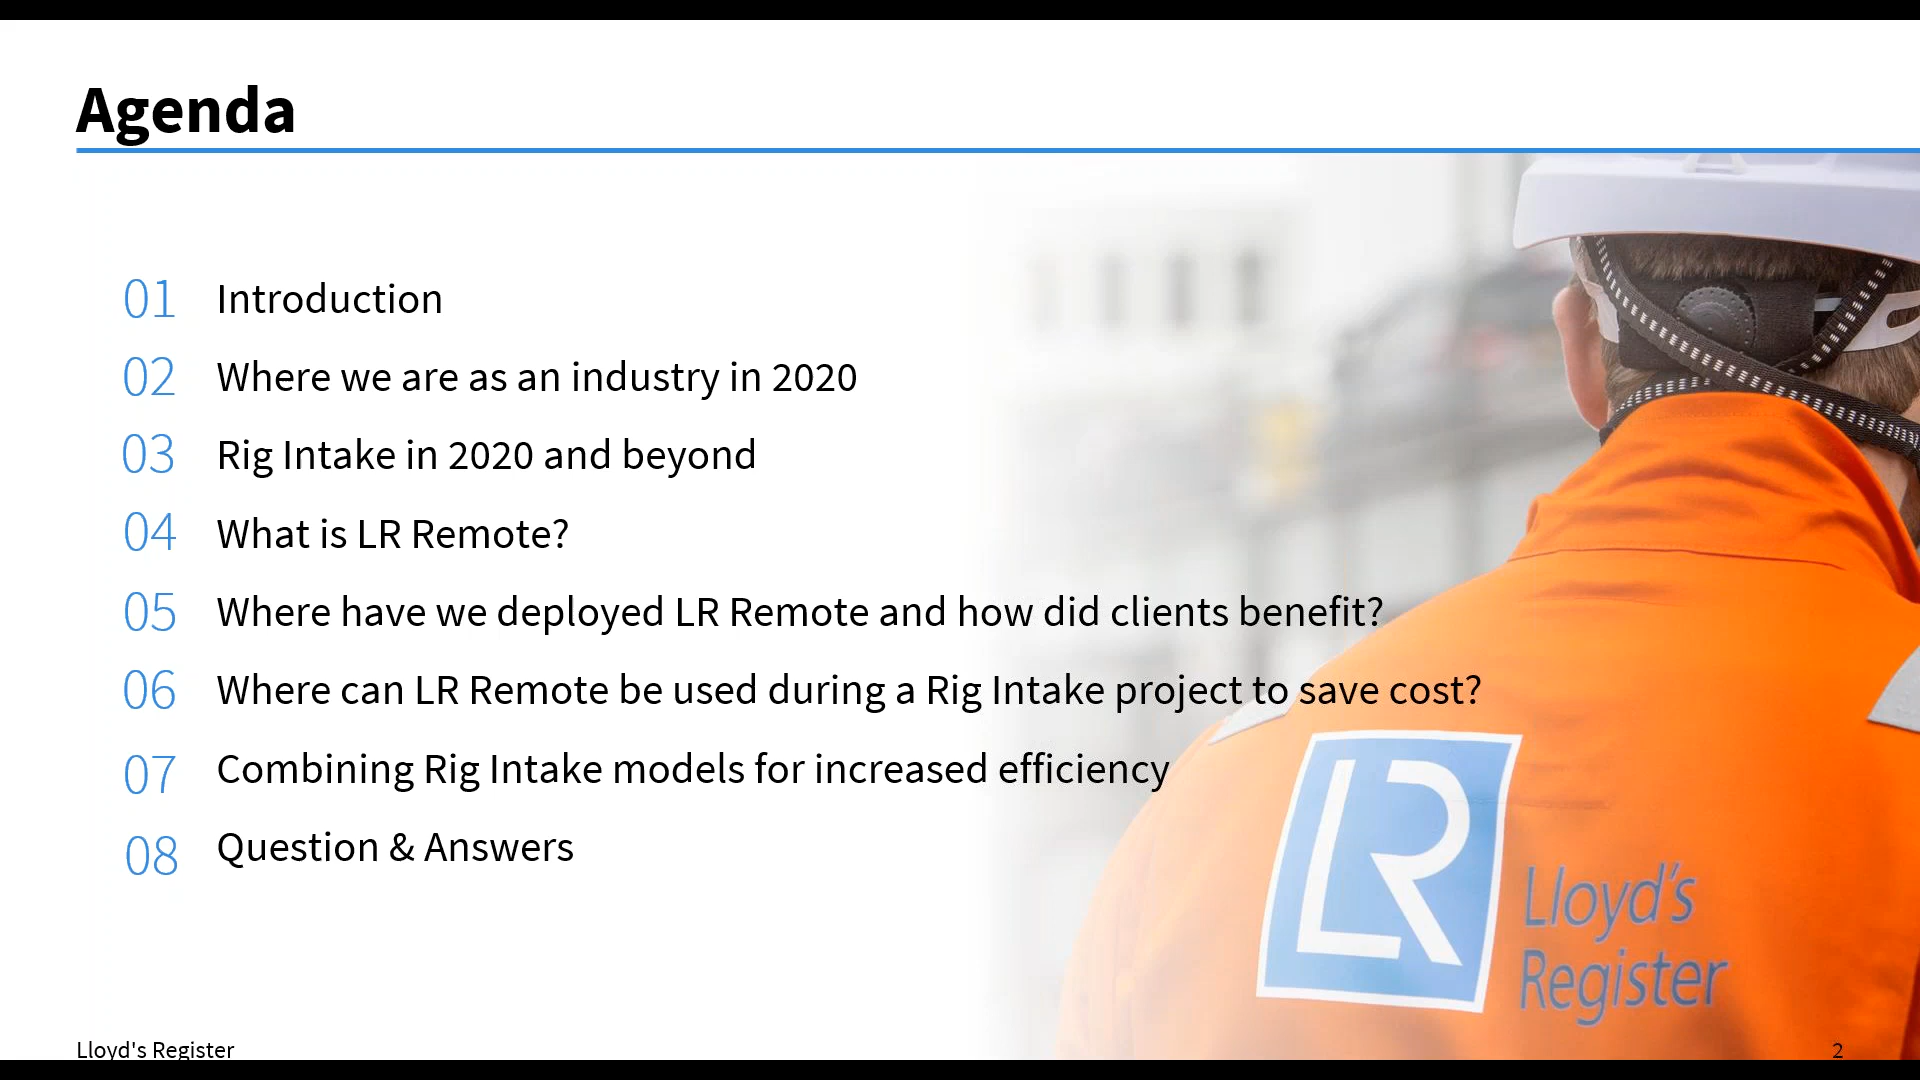 Agenda
01 Introduction
02 Where we are as an industry in 2020
03 Rig Intake in 2020 and beyond
04 What is LR Remote?
05 Where have we deployed LR Remote and how did clients benefit?
06 Where can LR Remote be used during a Rig Intake project to save cost?
07 Combining Rig Intake models for increased efficiency
08 Question & Answers
LR
Lloyd's
Register
Lloyd's Register
2